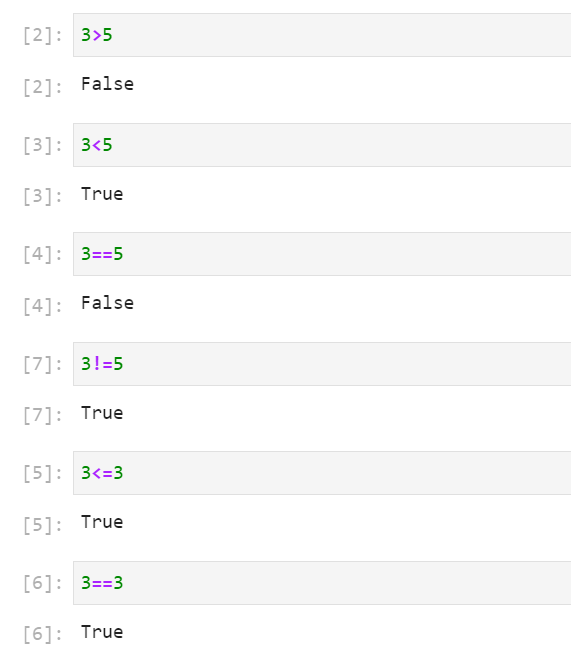 [2]: 3>5
[2]: False
[3]: 3<5
[3]: True
[4]: 3==5
[4]: False
[7]: 3!=5
[7]: True
[5]: 3<=3
[5]: True
[6]: 3==3
[6]: True